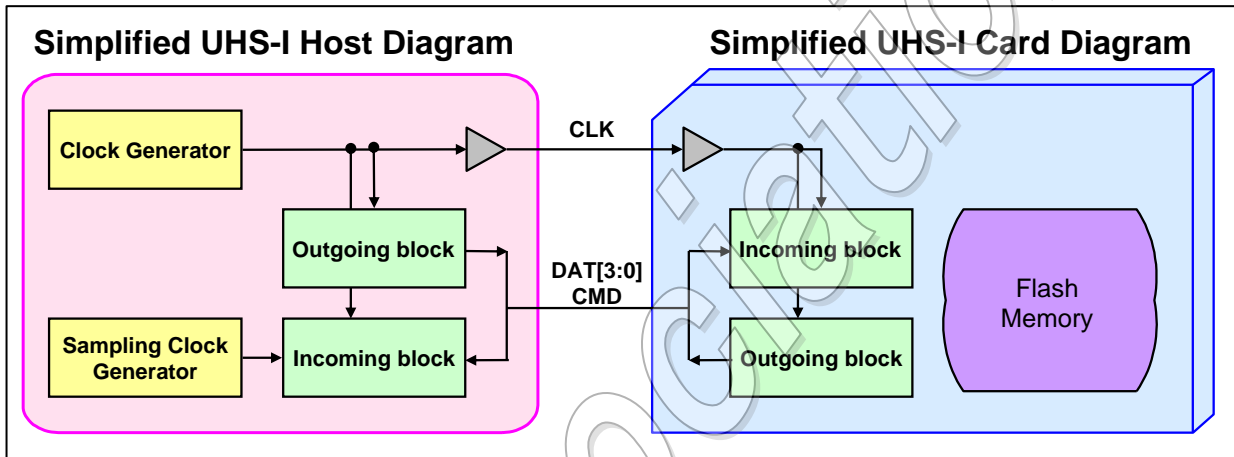 Simplified UHS-I Host Diagram
Simplified UHS-I Card Diagram
Clock Generator
CLK
Outgoing block
Incoming block
DAT[3:0]
CMD
Flash
Memory
Sampling Clock
Generator
Incoming block
Outgoing block